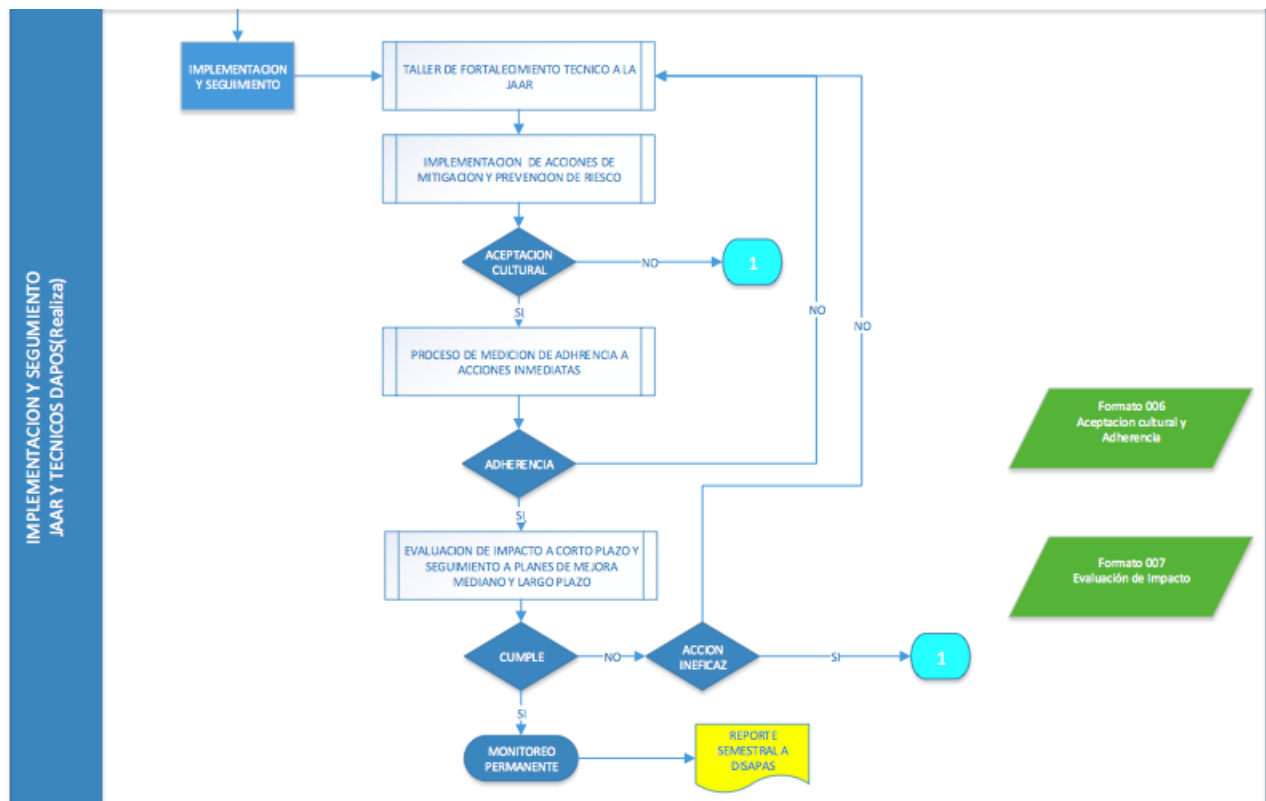 IMPLEMENTACION Y SEGUMIENTO
JAAR Y TECNICOS DAPOS(Realiza)
IMPLEMENTACION
Y SEGUIMIENTO
TALLER DE FORTALECIMIENTO TECNICO A LA
JAAR
IMPLEMENTACION DE ACCIONES DE
MITIGACION Y PREVENCION DE RIESCO
ACEPTACION
CULTURAL
NO
1
SI
NO
NO
PROCESO DE MEDICION DE ADHRENCIA A
ACCIONES INMEDIATAS
Formato 006
Aceptacion cultural y
Adherencia
ADHERENCIA
SI
EVALUACION DE IMPACTO A CORTO PLAZO Y
SEGUIMIENTO A PLANES DE MEJORA
MEDIANO Y LARGO PLAZO
Formato 007
Evaluación de Impacto
CUMPLE
NO
ACCION
INEFICAZ
SI
1
SI
MONITOREO
PERMANENTE
REPORTE
SEMESTRAL A
DISAPAS